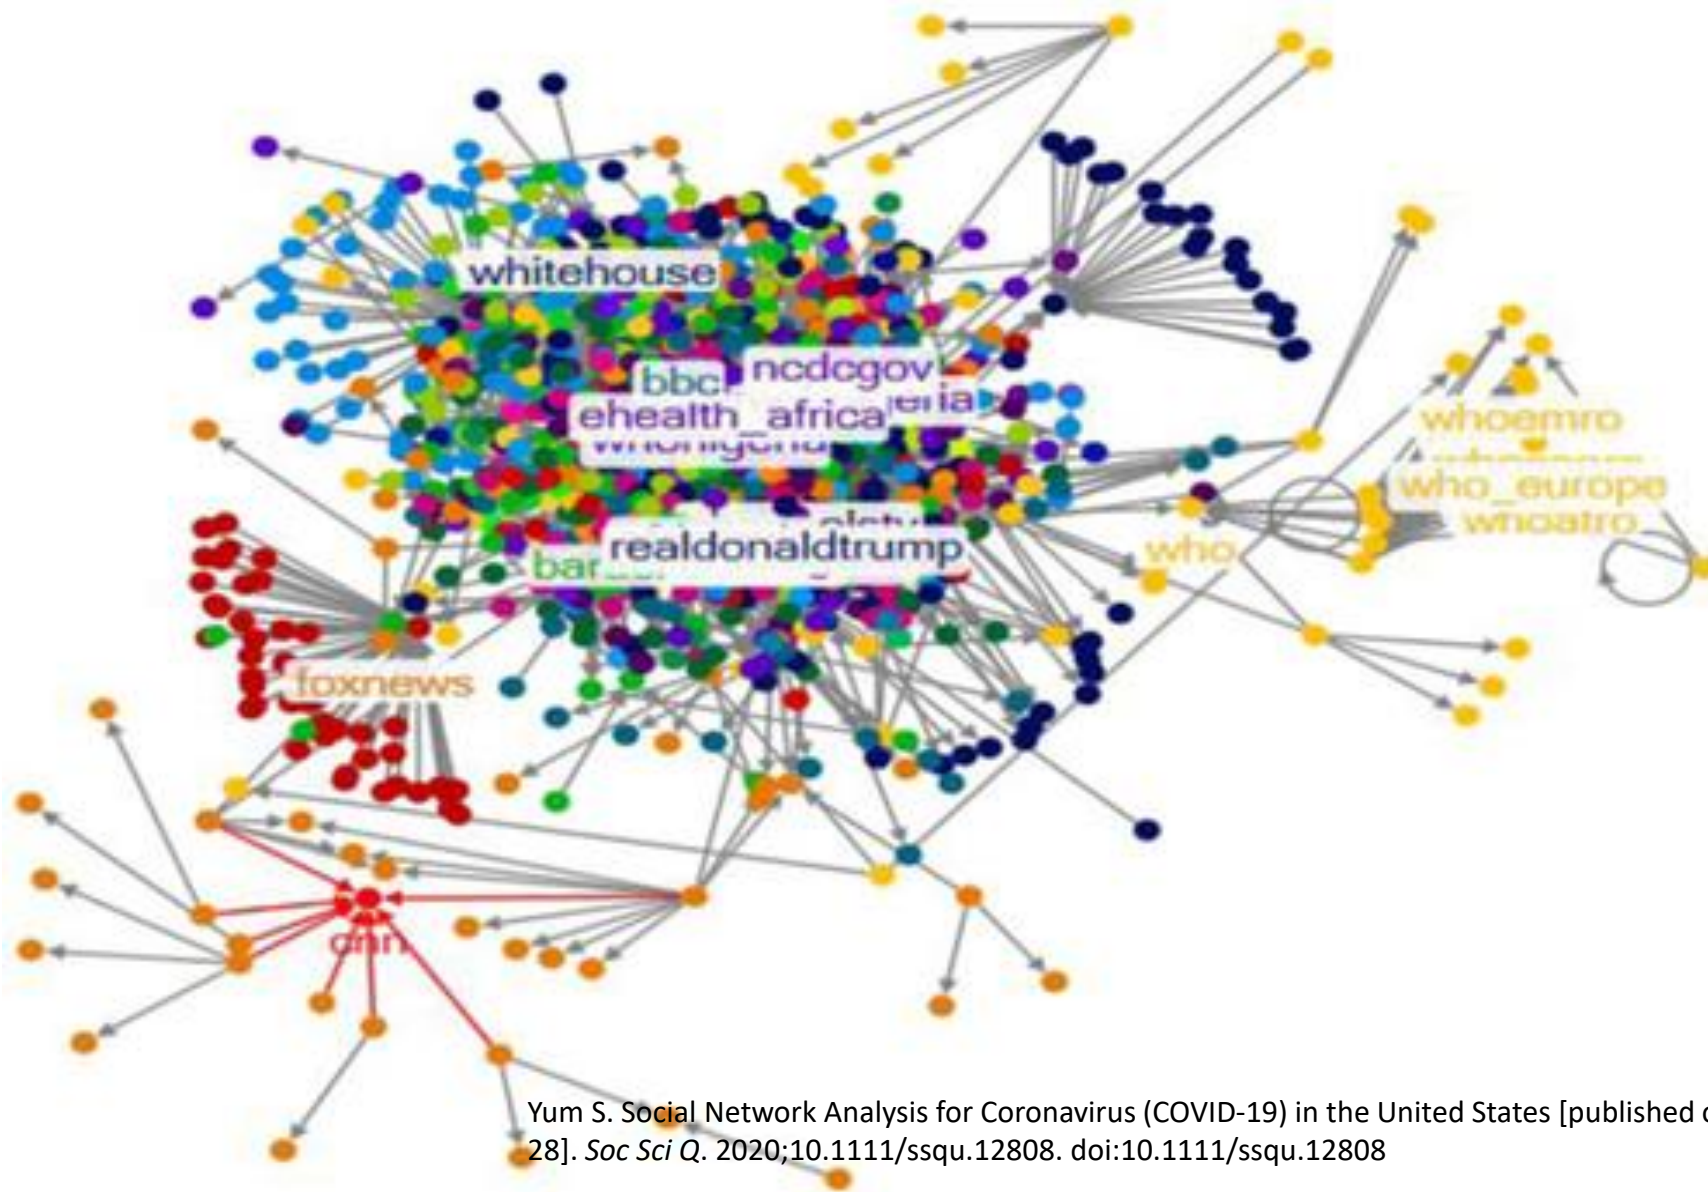 whitehouse
ncdcgov
bbc
ehealth_africa
whoemro
who_europe
whoafro
realdonaldtrump
who
foxnews
cnn
Yum S. Social Network Analysis for Coronavirus (COVID-19) in the United States [published
28]. Soc Sci Q. 2020;10.1111/ssqu.12808. doi:10.1111/ssqu.12808